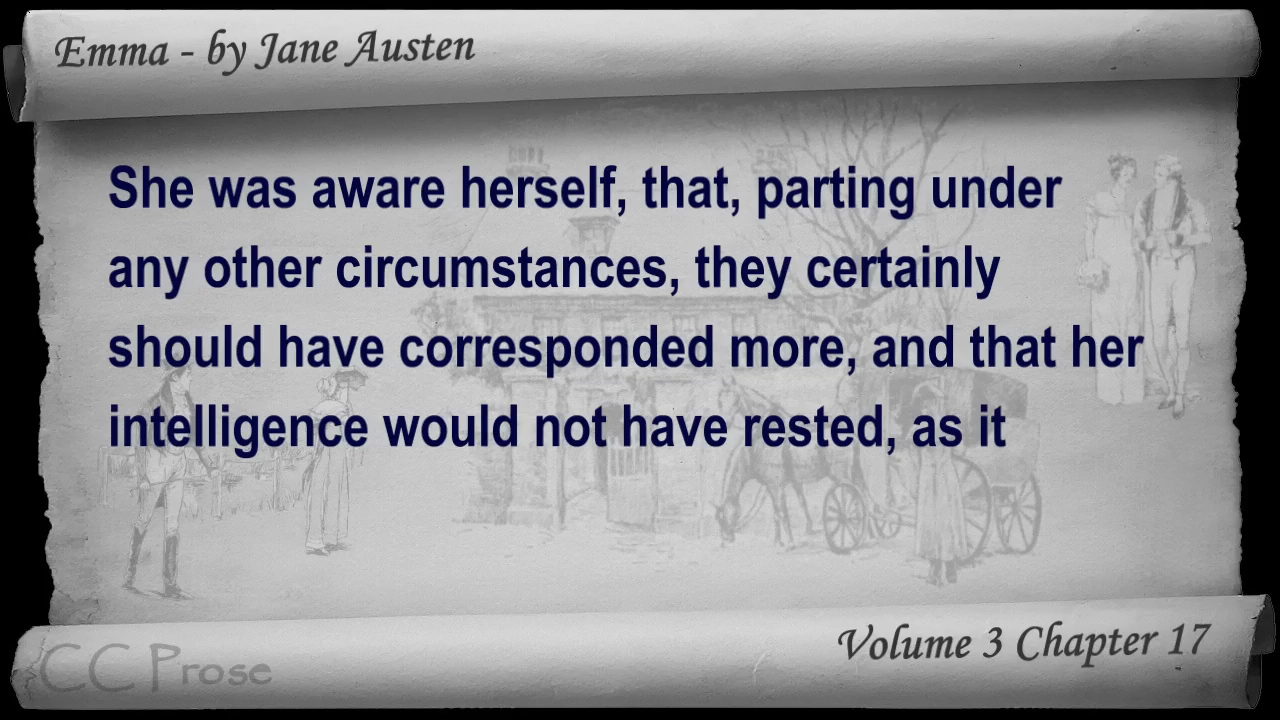 Emma - by Jane Austen
She was aware herself, that, parting under
any other circumstances, they certainly
should have corresponded more, and that her
intelligence would not have rested, as it
Volume 3 Chapter 17
CC Prose